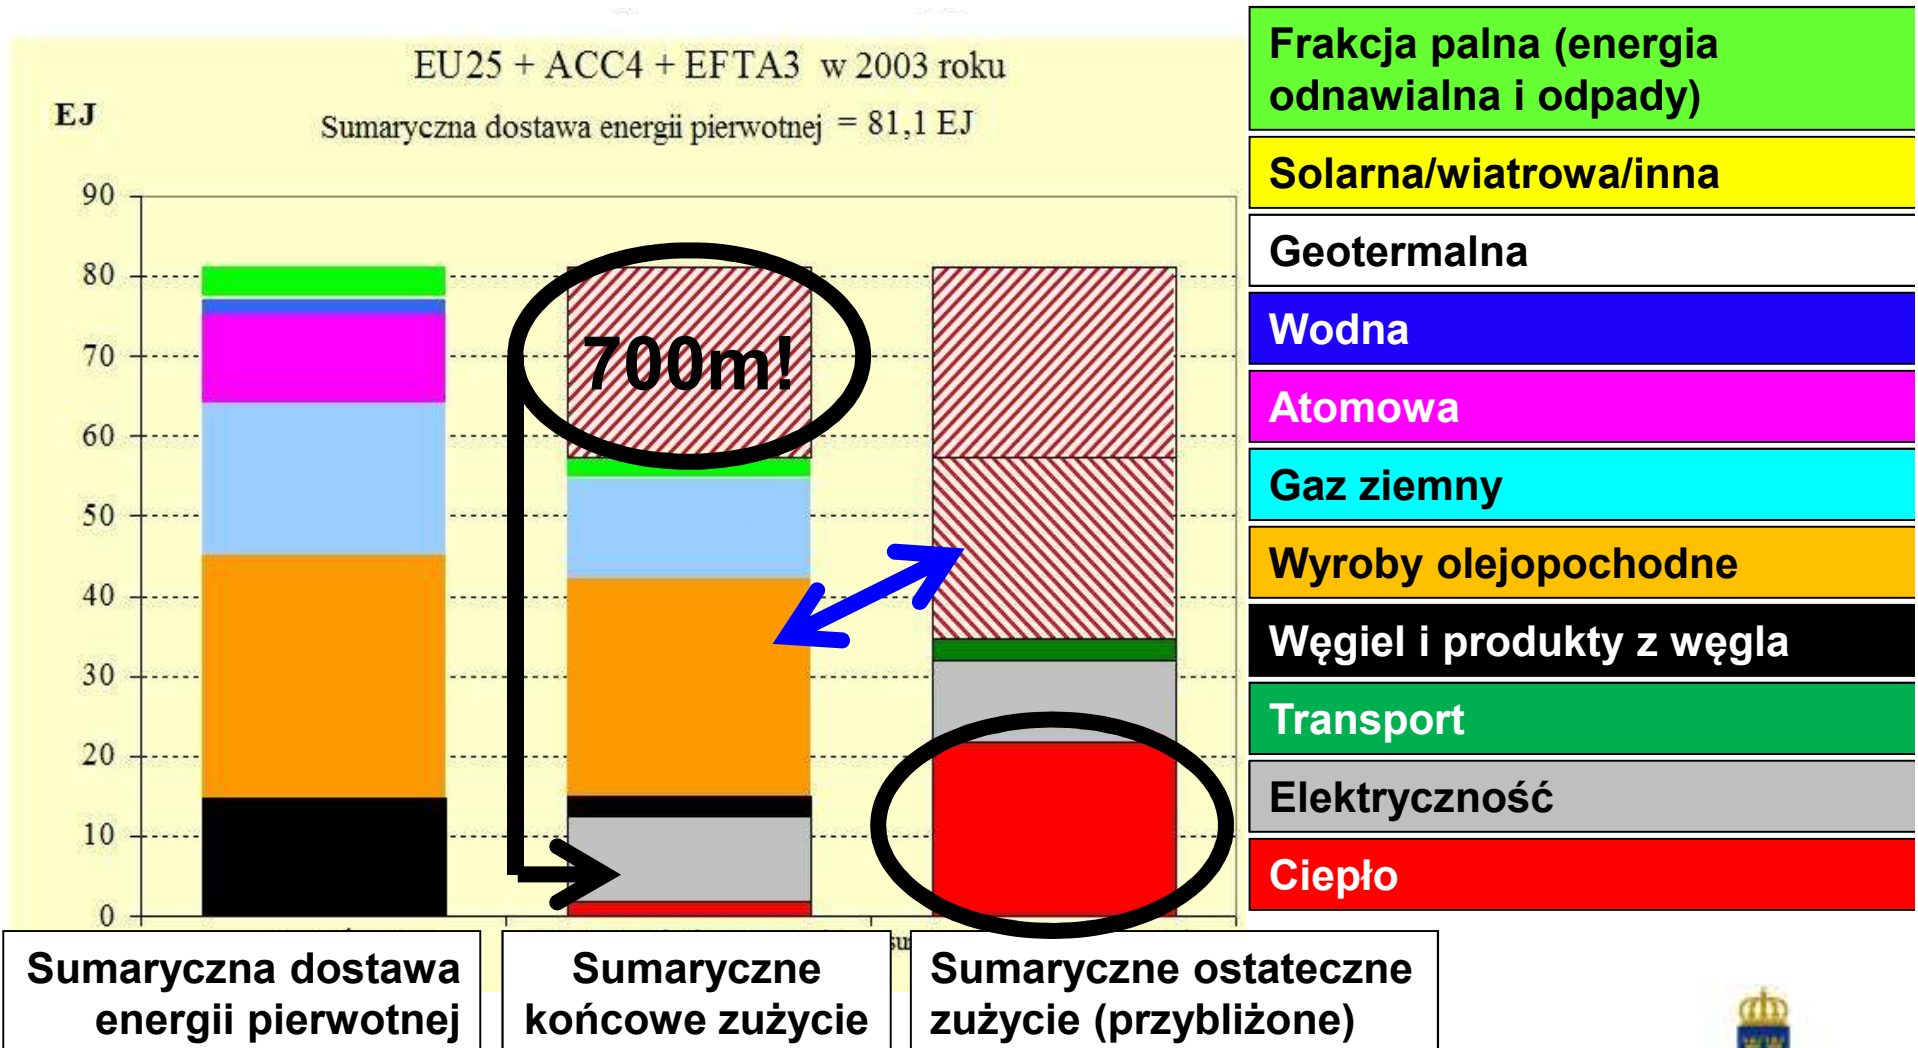 EU25 + ACC4 + EFTA3 w 2003 roku
EJ
Sumaryczna dostawa energii pierwotnej = 81,1 EJ
90
80
70
60
50
40
30
20
10
0
700m!
Frakcja palna (energia
odnawialna i odpady)
Solarna/wiatrowa/inna
Geotermalna
Wodna
Atomowa
Gaz ziemny
Wyroby olejopochodne
Węgiel i produkty z węgla
Transport
Elektryczność
Ciepło
Sumaryczna dostawa
energii pierwotnej
Sumaryczne
końcowe zużycie
Sumaryczne ostateczne
zużycie (przybliżone)